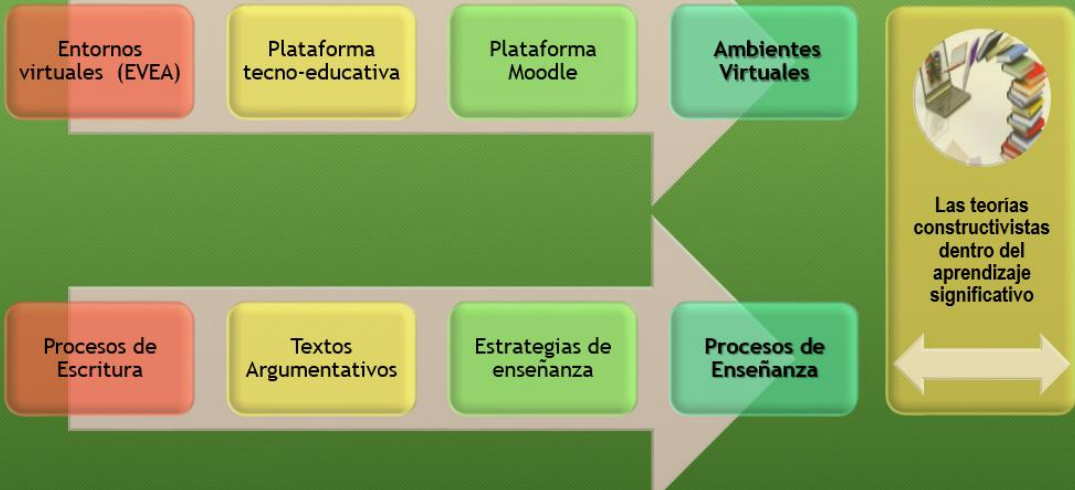 Entornos
virtuales (EVEA)
Plataforma
tecno-educativa
Plataforma
Moodle
Ambientes
Virtuales
Procesos de
Escritura
Textos
Argumentativos
Estrategias de
enseñanza
Procesos de
Enseñanza
Las teorías
constructivistas
dentro del
aprendizaje
significativo